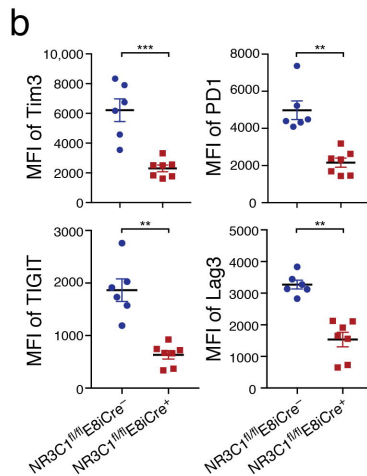 b
***
10,000
8000
6000
4000
2000
0
MFI of Tim3
**
8000
6000
4000
2000
0
MFI of PD1
**
3000
2000
1000
0
MFI of TIGIT
**
5000
4000
3000
2000
1000
0
MFI of Lag3
NR3C1fl/flE8iCre−
NR3C1fl/flE8iCre+
NR3C1fl/flE8iCre−
NR3C1fl/flE8iCre+